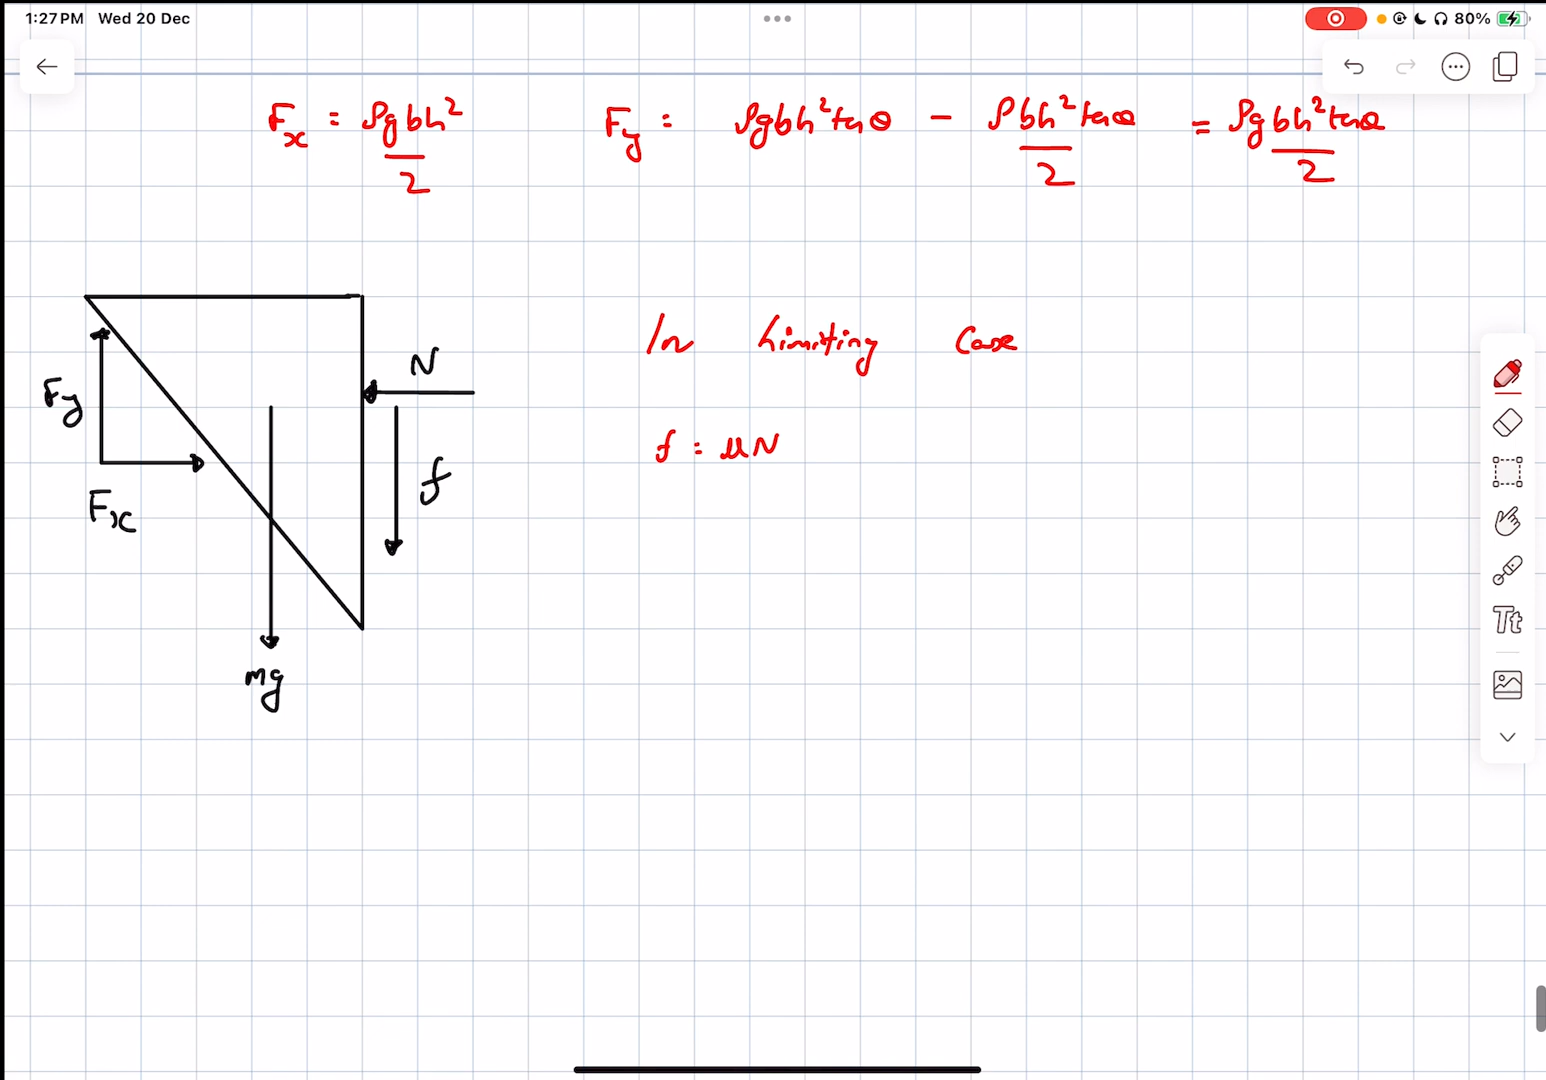 1:27 PM Wed 20 Dec 80%
Fx = ρgbh²/2 Fy = ρgbh²tanθ - ρbh²tanθ/2 = ρgbh²tanθ/2
In Limiting Case
N
Fy
f = μN
f
Fx
Tt
mg